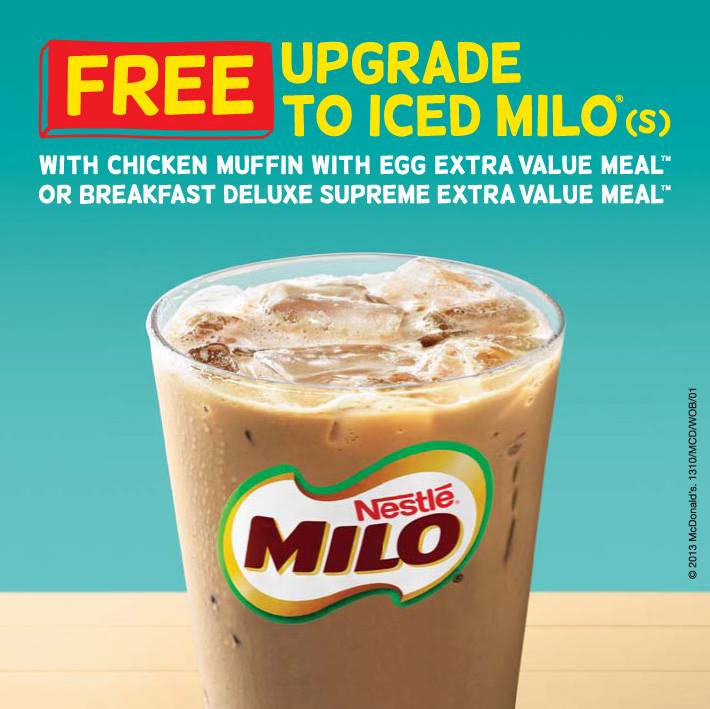 FREE UPGRADE
TO ICED MILO® (S)
WITH CHICKEN MUFFIN WITH EGG EXTRA VALUE MEAL™
OR BREAKFAST DELUXE SUPREME EXTRA VALUE MEAL™
Nestlé®
MILO®
© 2013 McDonald's. 1310/MCD/WOB/01